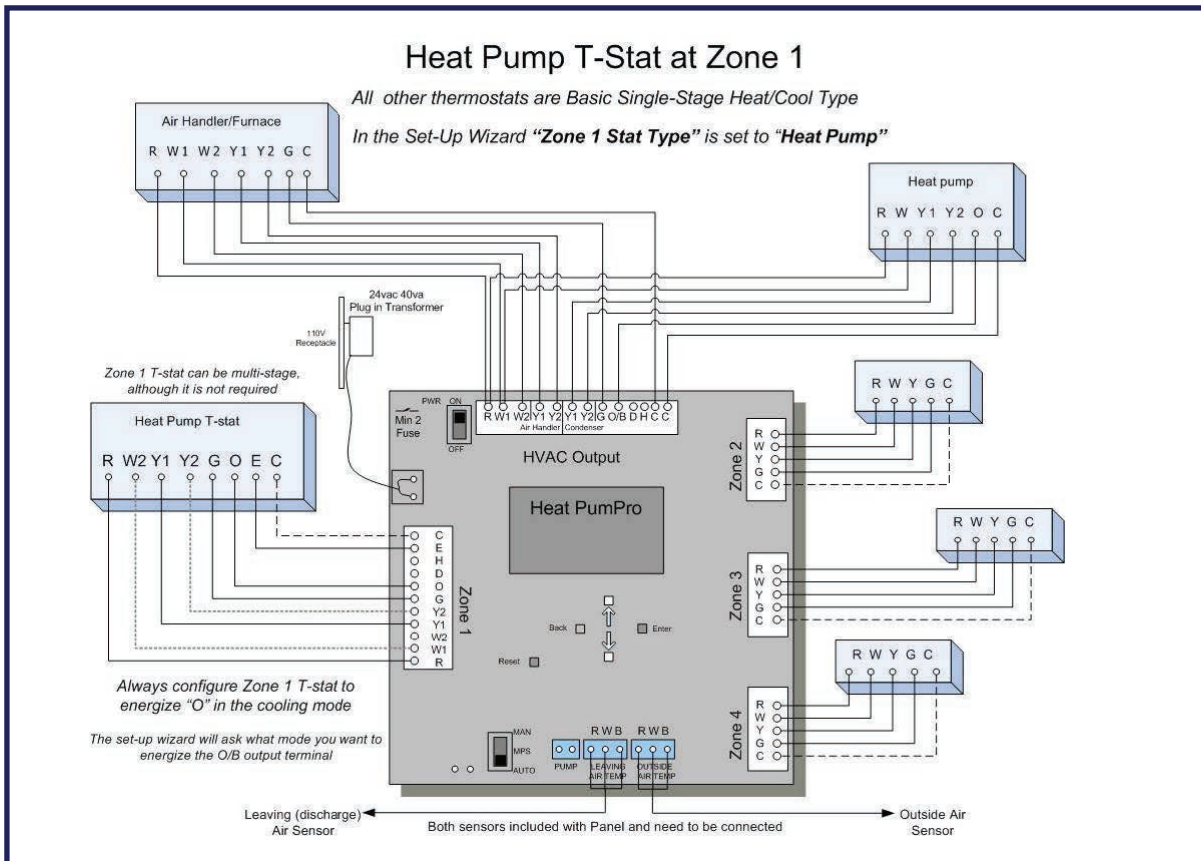 Heat Pump T-Stat at Zone 1
All other thermostats are Basic Single-Stage Heat/Cool Type
In the Set-Up Wizard “Zone 1 Stat Type” is set to “Heat Pump”
Air Handler/Furnace
R W1 W2 Y1 Y2 G C
Heat pump
R W Y1 Y2 O C
24vac 40va
Plug in Transformer
110V
Receptacle
Zone 1 T-stat can be multi-stage,
although it is not required
Heat Pump T-stat
R W2 Y1 Y2 G O E C
PWR ON
OFF
Min 2
Fuse
R W1 W2 Y1 Y2 Y1 Y2 G O/B D H C C
Air Handler Condenser
HVAC Output
Heat PumPro
C
E
H
D
O
G
Y2
Y1
W2
W1
R
Zone 1
Back
Enter
Reset
R W Y G C
Zone 2
R
W
Y
G
C
R W Y G C
Zone 3
R
W
Y
G
C
R W Y G C
Zone 4
R
W
Y
G
C
Always configure Zone 1 T-stat to
energize “O” in the cooling mode
The set-up wizard will ask what mode you want to
energize the O/B output terminal
MAN
MPS
AUTO
PUMP
R W B
LEAVING
AIR TEMP
R W B
OUTSIDE
AIR TEMP
Leaving (discharge)
Air Sensor
Both sensors included with Panel and need to be connected
Outside Air
Sensor